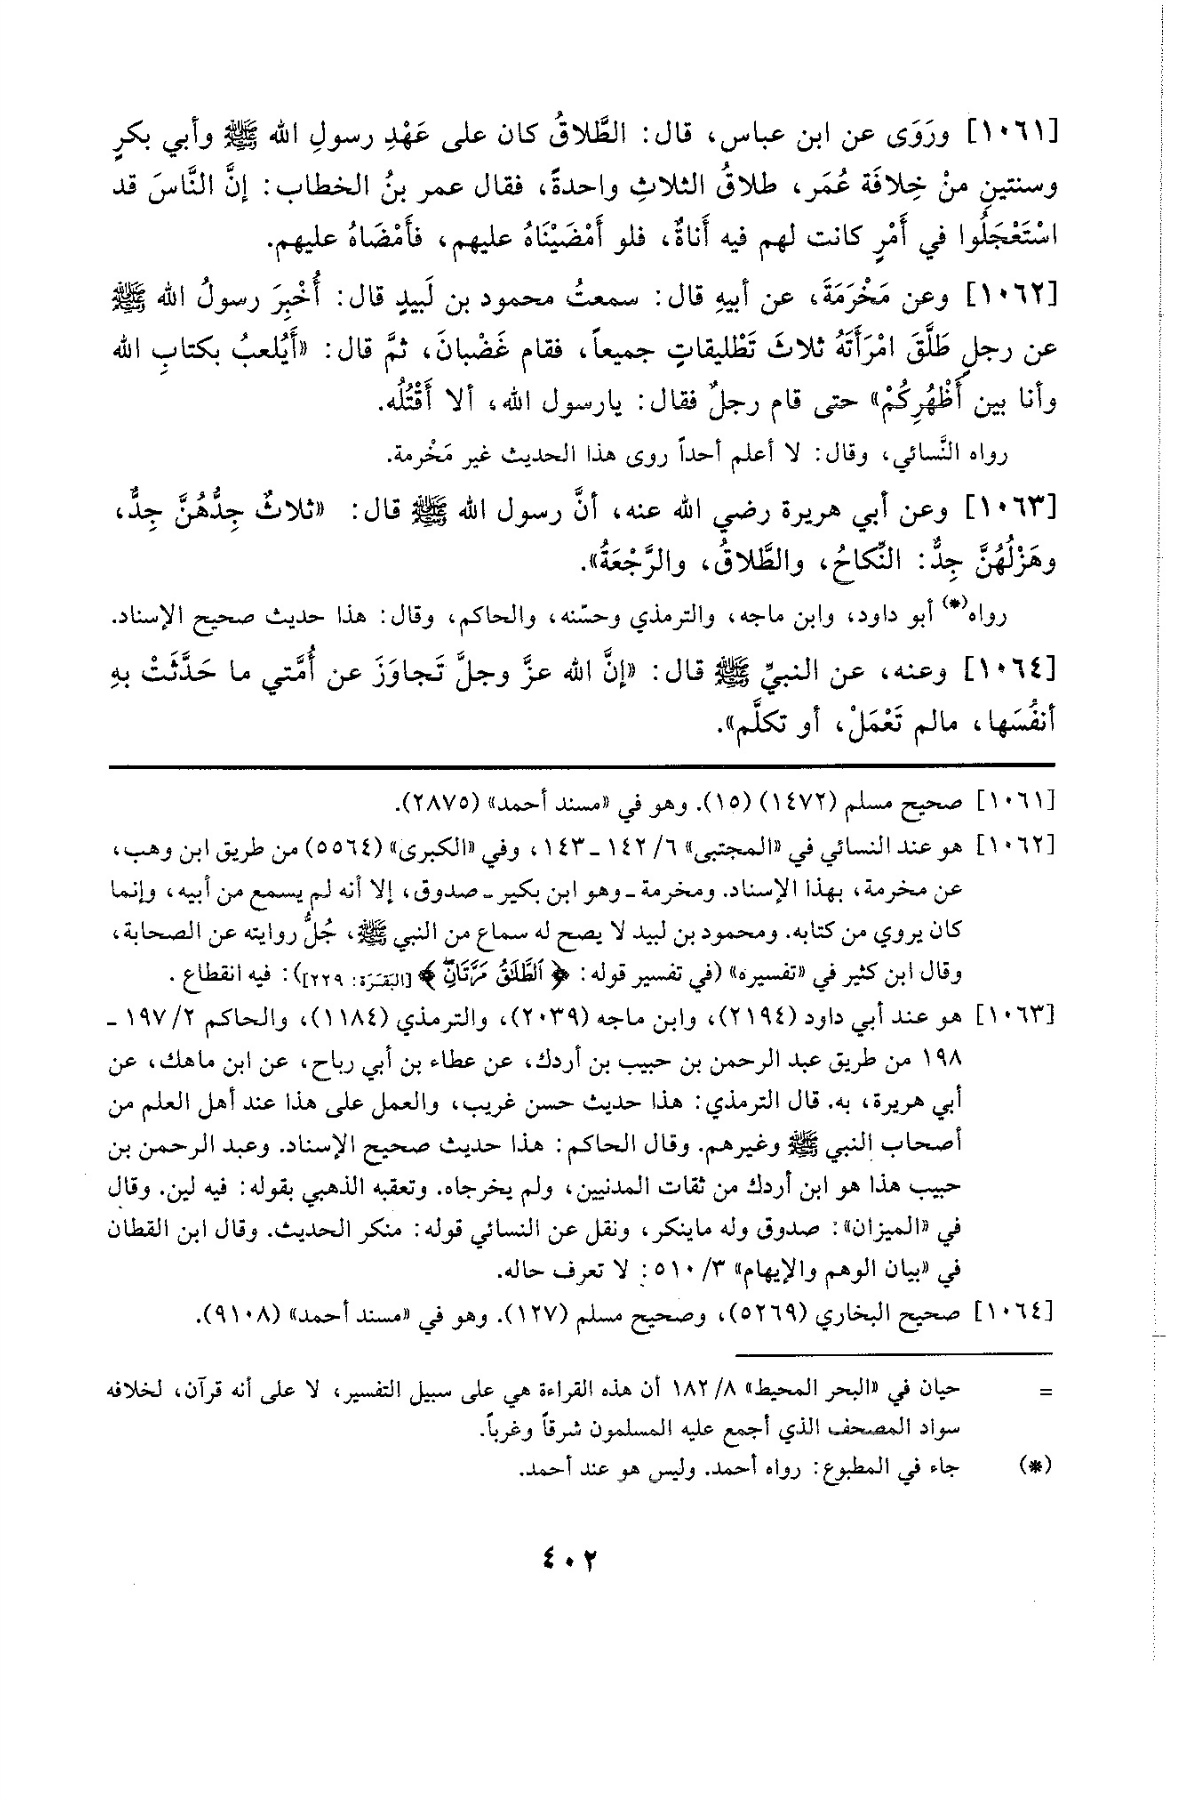 [١٠٦١] ورَوَى عن ابن عباس، قال: الطَّلاقُ كان على عَهْدِ رسولِ الله ﷺ وأبي بكرٍ
وسنتينِ منْ خِلافَة عُمَر، طلاقُ الثلاثِ واحدةً، فقال عمر بنُ الخطاب: إنَّ النَّاسَ قد
اسْتَعْجَلُوا في أَمْرٍ كانت لهم فيه أَناةٌ، فلو أَمْضَيْنَاهُ عليهم، فأَمْضَاهُ عليهم.
[١٠٦٢] وعن مَخْرَمَةَ، عن أبيهِ قال: سمعتُ محمود بن لَبيدٍ قال: أُخْبِرَ رسولُ الله ﷺ
عن رجلٍ طَلَّقَ امْرَأَتَهُ ثلاثَ تَطْليقاتٍ جميعاً، فقام غَضْبانَ، ثمَّ قال: «أَيُلعبُ بكتابِ الله
وأنا بين أَظْهُرِكُمْ» حتى قام رجلٌ فقال: يارسول الله، ألا أَقْتُلُه.
رواه النَّسائي، وقال: لا أعلم أحداً روى هذا الحديث غير مَخْرمة.
[١٠٦٣] وعن أبي هريرة رضي الله عنه، أنَّ رسول الله ﷺ قال: «ثلاثٌ جِدُّهُنَّ جِدٌّ،
وهَزْلُهُنَّ جِدٌّ: النِّكاحُ، والطَّلاقُ، والرَّجْعَةُ».
رواه(*) أبو داود، وابن ماجه، والترمذي وحسّنه، والحاكم، وقال: هذا حديث صحيح الإسناد.
[١٠٦٤] وعنه، عن النبيِّ ﷺ قال: «إنَّ الله عزَّ وجلَّ تَجاوَزَ عن أُمَّتي ما حَدَّثَتْ بهِ
أنفُسَها، مالم تَعْمَلْ، أو تكلَّم».
[١٠٦١] صحيح مسلم (١٤٧٢) (١٥). وهو في «مسند أحمد» (٢٨٧٥).
[١٠٦٢] هو عند النسائي في «المجتبى» ٦/ ١٤٢ ـ ١٤٣، وفي «الكبرى» (٥٥٦٤) من طريق ابن وهب،
عن مخرمة، بهذا الإسناد. ومخرمة ـ وهو ابن بكير ـ صدوق، إلا أنه لم يسمع من أبيه، وإنما
كان يروي من كتابه. ومحمود بن لبيد لا يصح له سماع من النبي ﷺ، جُلُّ روايته عن الصحابة،
وقال ابن كثير في «تفسيره» (في تفسير قوله: ﴿ٱلطَّلَٰقُ مَرَّتَانِۖ﴾ [البَقَرَة: ٢٢٩]): فيه انقطاع .
[١٠٦٣] هو عند أبي داود (٢١٩٤)، وابن ماجه (٢٠٣٩)، والترمذي (١١٨٤)، والحاكم ٢/ ١٩٧ ـ
١٩٨ من طريق عبد الرحمن بن حبيب بن أردك، عن عطاء بن أبي رباح، عن ابن ماهك، عن
أبي هريرة، به. قال الترمذي: هذا حديث حسن غريب، والعمل على هذا عند أهل العلم من
أصحاب النبي ﷺ وغيرهم. وقال الحاكم: هذا حديث صحيح الإسناد. وعبد الرحمن بن
حبيب هذا هو ابن أردك من ثقات المدنيين، ولم يخرجاه. وتعقبه الذهبي بقوله: فيه لين. وقال
في «الميزان»: صدوق وله ماينكر، ونقل عن النسائي قوله: منكر الحديث. وقال ابن القطان
في «بيان الوهم والإيهام» ٣/ ٥١٠: لا تعرف حاله.
[١٠٦٤] صحيح البخاري (٥٢٦٩)، وصحيح مسلم (١٢٧). وهو في «مسند أحمد» (٩١٠٨).
= حيان في «البحر المحيط» ٨/ ١٨٢ أن هذه القراءة هي على سبيل التفسير، لا على أنه قرآن، لخلافه
سواد المصحف الذي أجمع عليه المسلمون شرقاً وغرباً.
(*) جاء في المطبوع: رواه أحمد. وليس هو عند أحمد.
٤٠٢